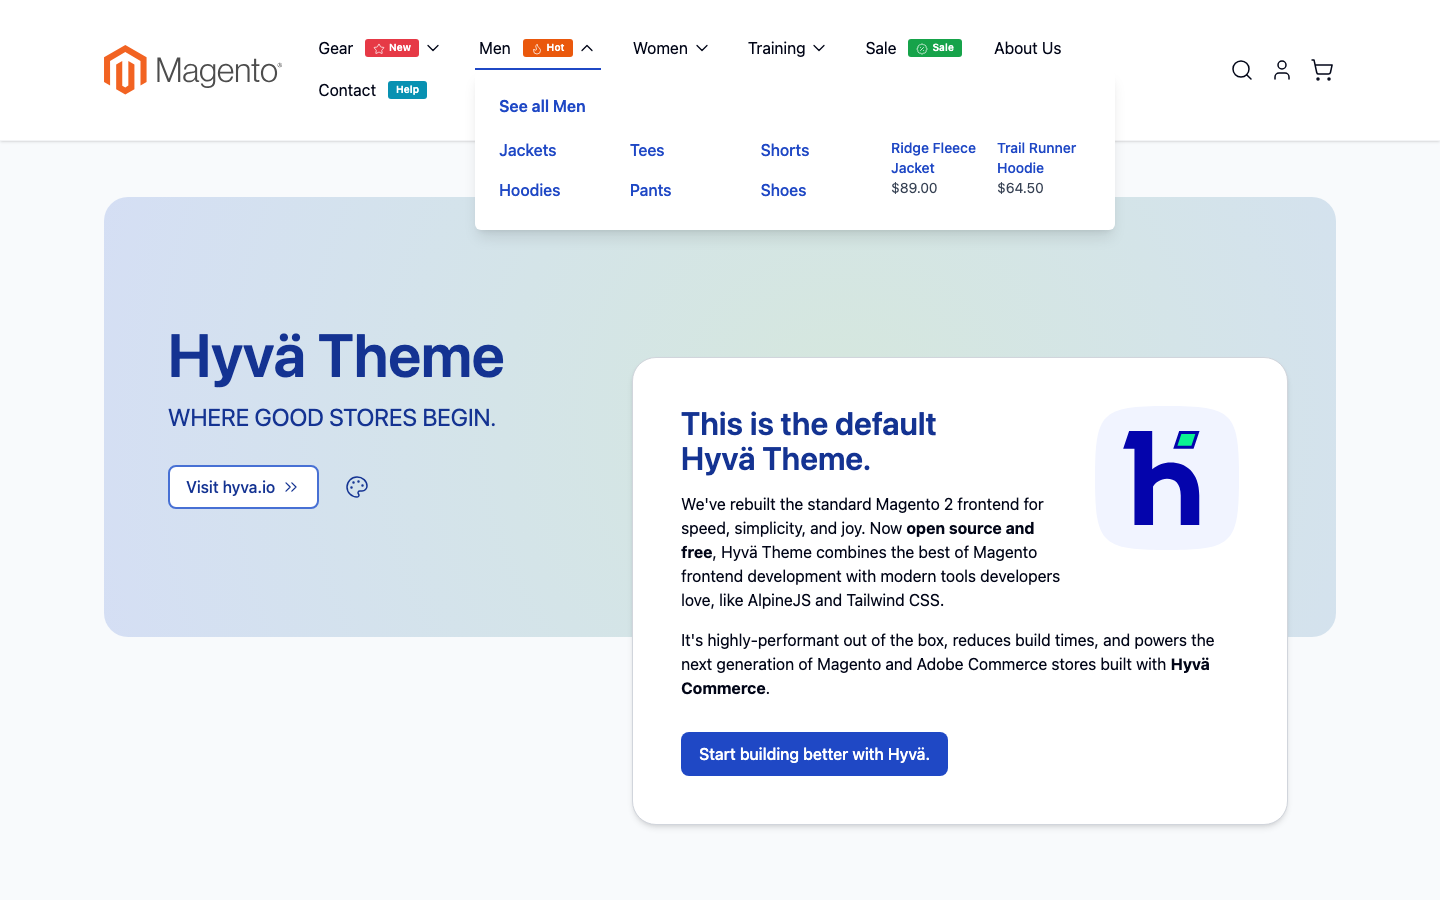 Magento®
Gear New
Men Hot
Women
Training
Sale Sale
About Us
Contact Help
See all Men
Jackets
Tees
Shorts
Hoodies
Pants
Shoes
Ridge Fleece
Jacket
$89.00
Trail Runner
Hoodie
$64.50
Hyvä Theme
WHERE GOOD STORES BEGIN.
Visit hyva.io
This is the default
Hyvä Theme.
We've rebuilt the standard Magento 2 frontend for
speed, simplicity, and joy. Now open source and
free, Hyvä Theme combines the best of Magento
frontend development with modern tools developers
love, like AlpineJS and Tailwind CSS.
It's highly-performant out of the box, reduces build times, and powers the
next generation of Magento and Adobe Commerce stores built with Hyvä
Commerce.
Start building better with Hyvä.